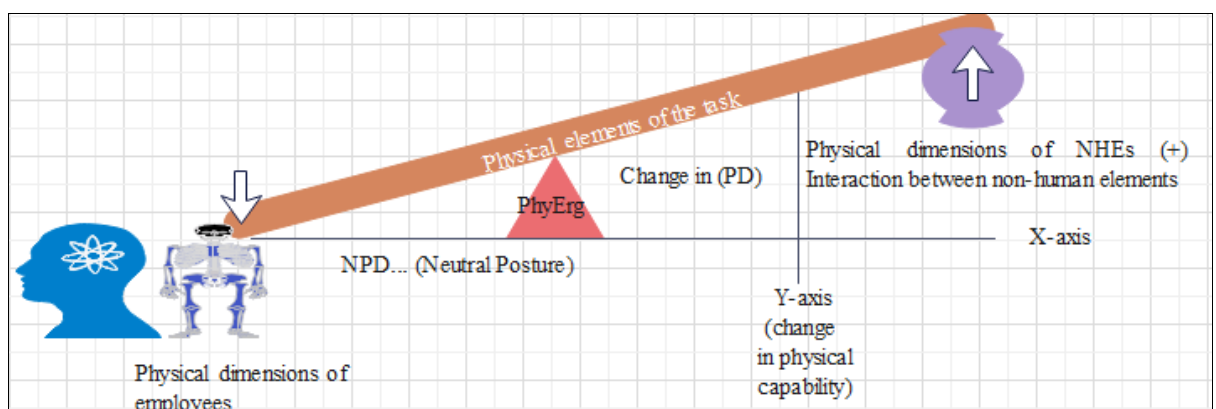 Physical elements of the task
Physical dimensions of NHEs (+)
Interaction between non-human elements
Change in (PD)
PhyErg
X-axis
NPD... (Neutral Posture)
Y-axis
(change
in physical
capability)
Physical dimensions of
employees